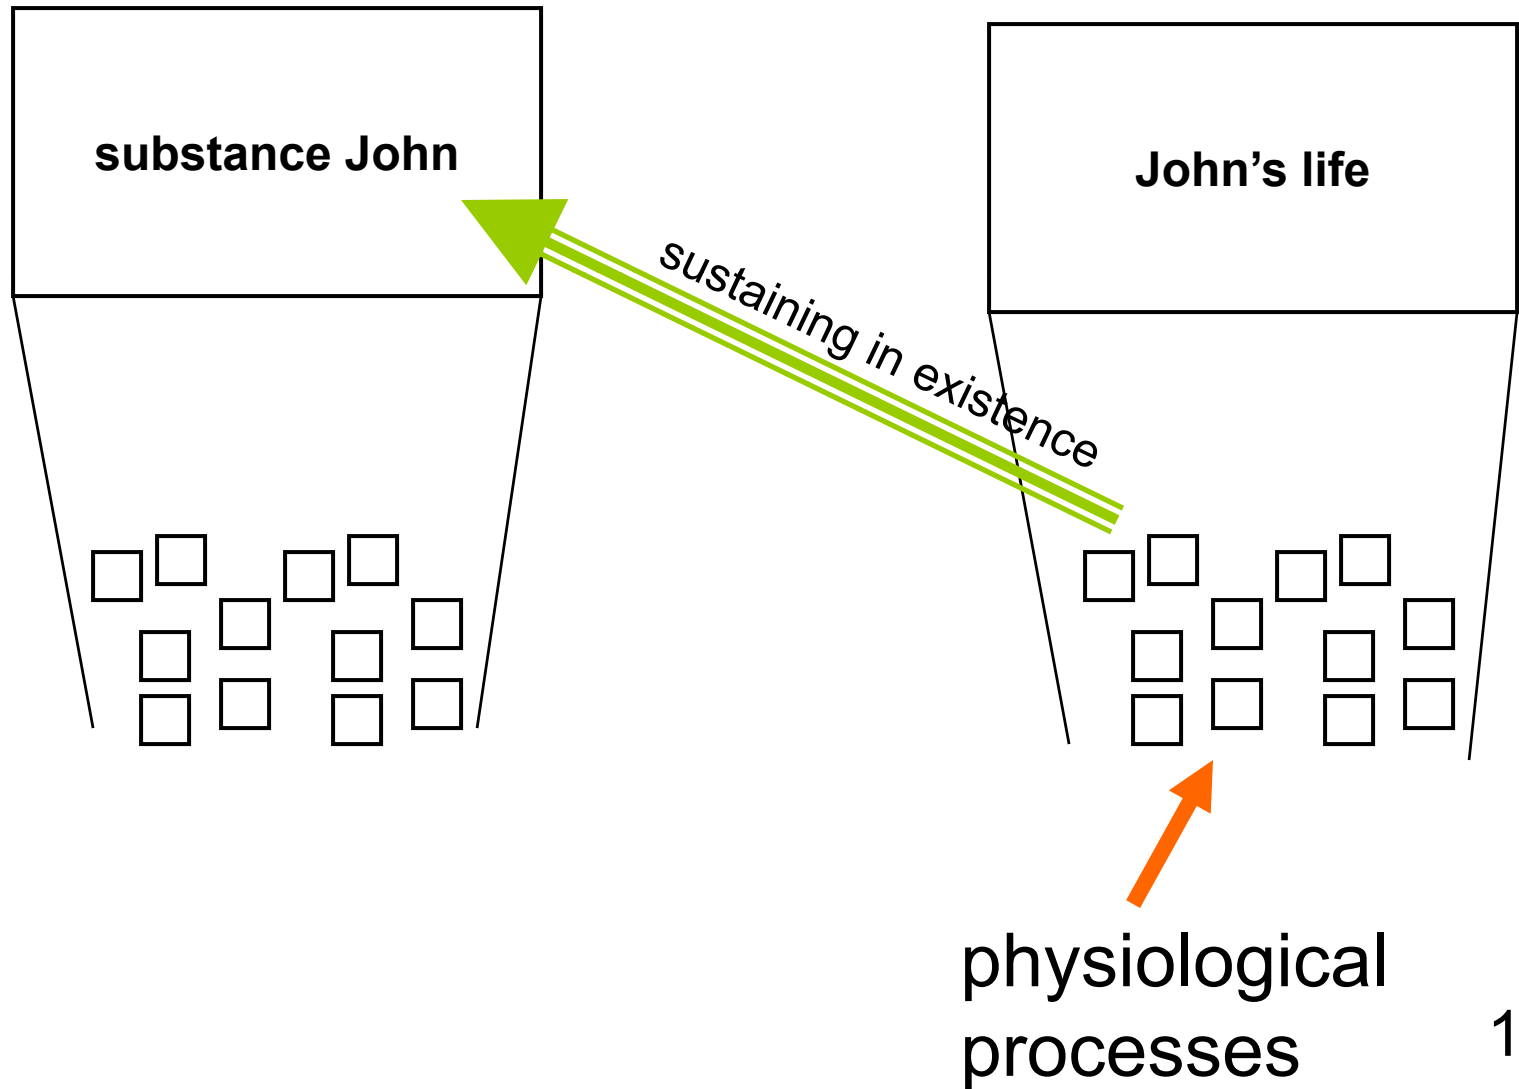 substance John
John’s life
sustaining in existence
physiological
processes
1